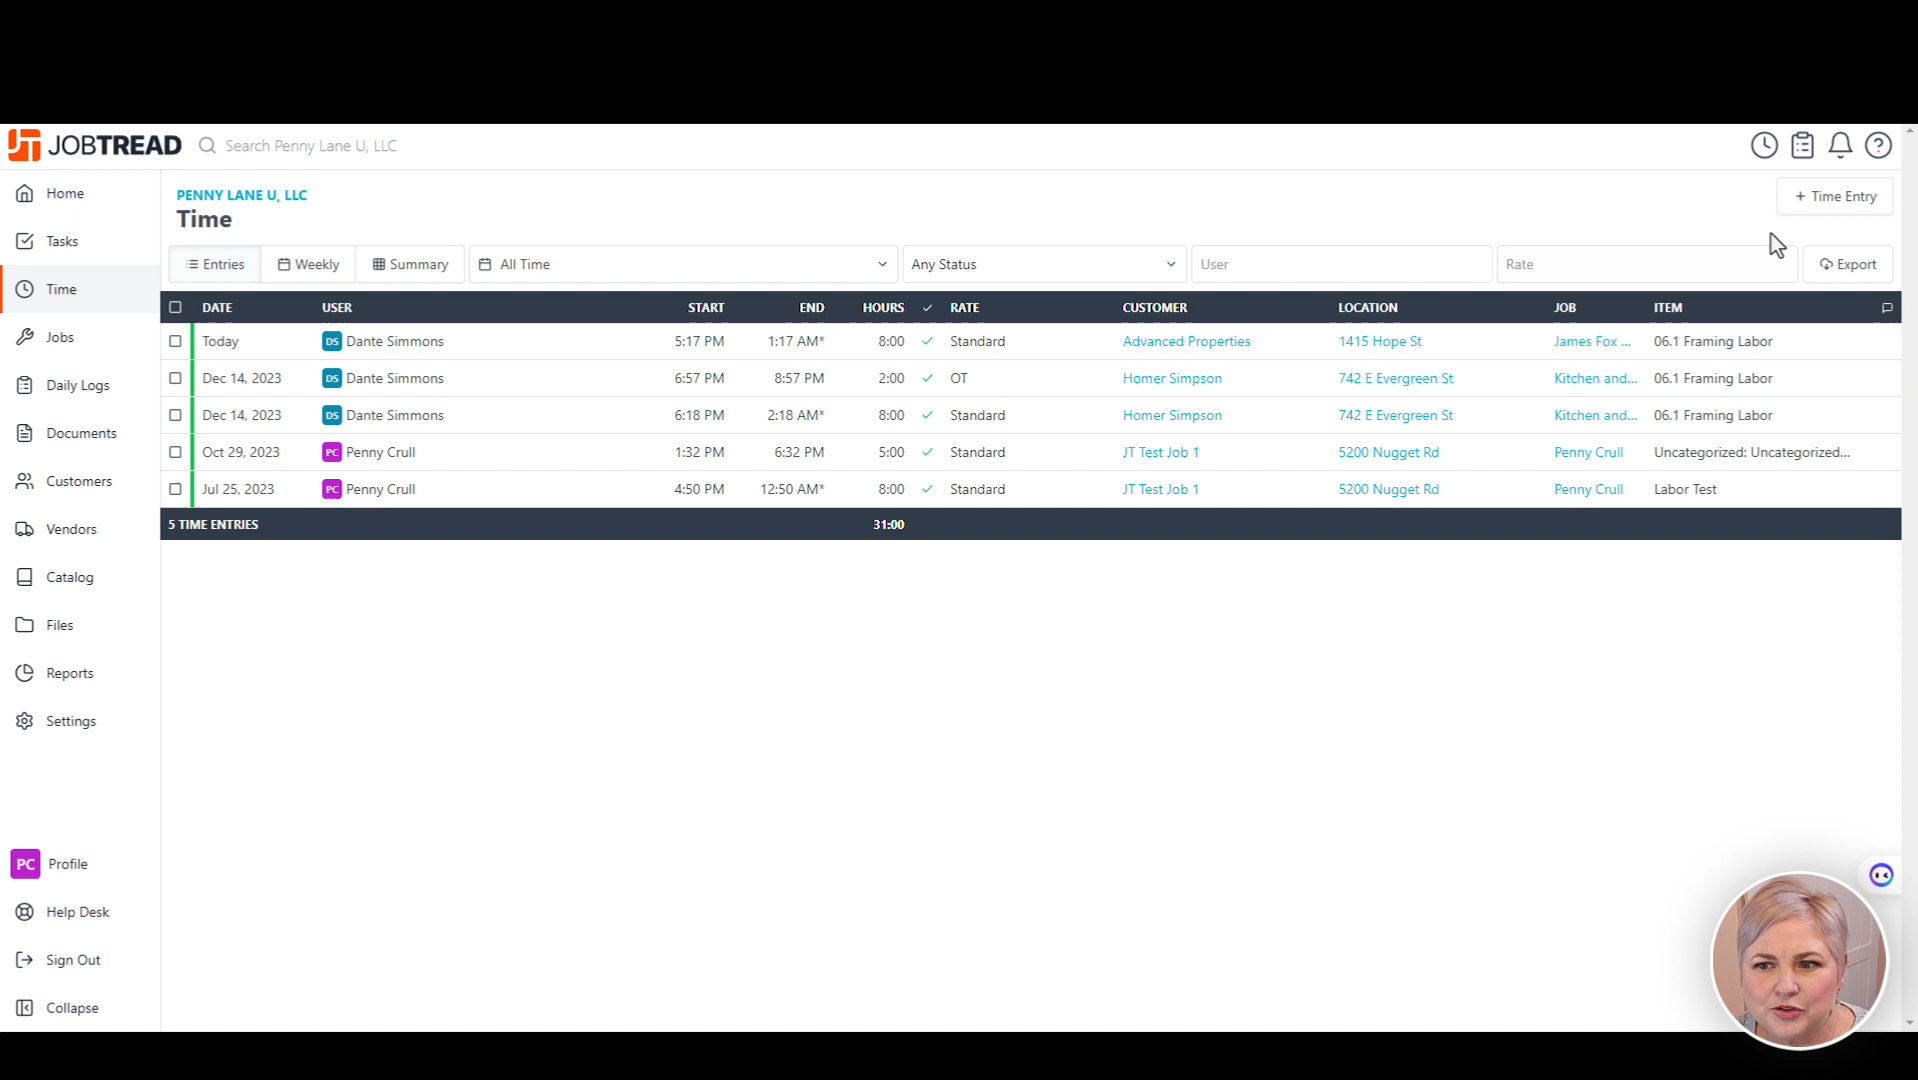 JOBTREAD
Search Penny Lane U, LLC
Home
Tasks
Time
Jobs
Daily Logs
Documents
Customers
Vendors
Catalog
Files
Reports
Settings
PC Profile
Help Desk
Sign Out
Collapse
PENNY LANE U, LLC
Time
+ Time Entry
Entries Weekly Summary All Time Any Status User Rate Export
DATE USER START END HOURS ✓ RATE CUSTOMER LOCATION JOB ITEM
Today DS Dante Simmons 5:17 PM 1:17 AM* 8:00 ✓ Standard Advanced Properties 1415 Hope St James Fox ... 06.1 Framing Labor
Dec 14, 2023 DS Dante Simmons 6:57 PM 8:57 PM 2:00 ✓ OT Homer Simpson 742 E Evergreen St Kitchen and... 06.1 Framing Labor
Dec 14, 2023 DS Dante Simmons 6:18 PM 2:18 AM* 8:00 ✓ Standard Homer Simpson 742 E Evergreen St Kitchen and... 06.1 Framing Labor
Oct 29, 2023 PC Penny Crull 1:32 PM 6:32 PM 5:00 ✓ Standard JT Test Job 1 5200 Nugget Rd Penny Crull Uncategorized: Uncategorized...
Jul 25, 2023 PC Penny Crull 4:50 PM 12:50 AM* 8:00 ✓ Standard JT Test Job 1 5200 Nugget Rd Penny Crull Labor Test
5 TIME ENTRIES 31:00